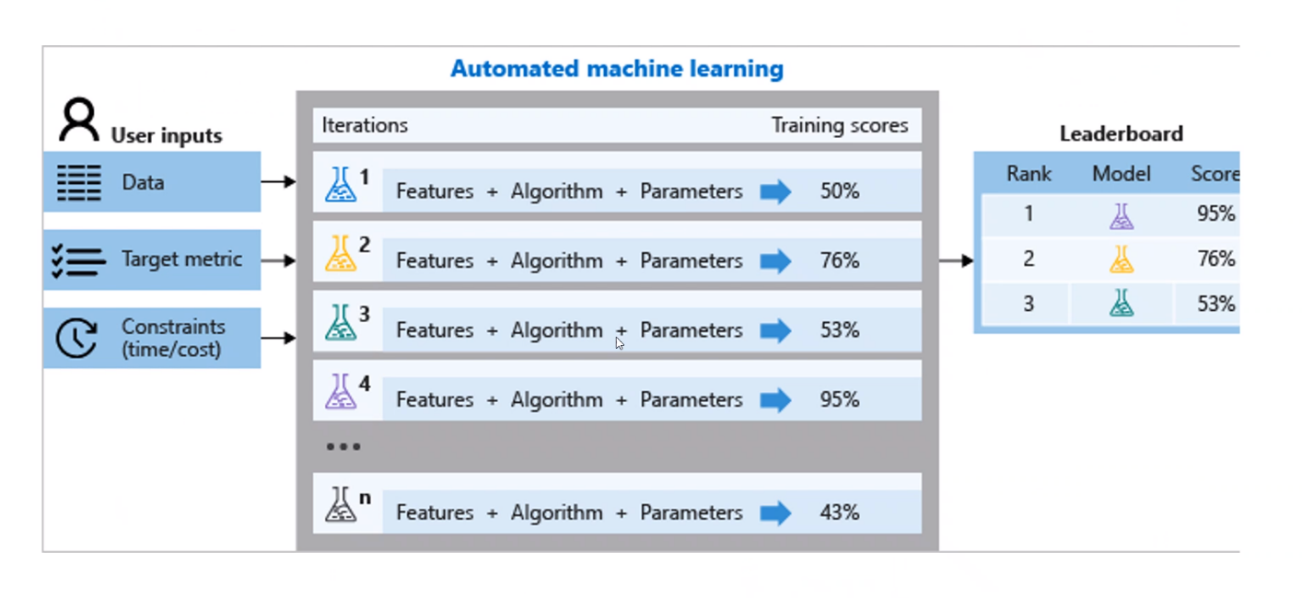 Automated machine learning
User inputs
Data
Target metric
Constraints
(time/cost)
Iterations Training scores
1 Features + Algorithm + Parameters 50%
2 Features + Algorithm + Parameters 76%
3 Features + Algorithm + Parameters 53%
4 Features + Algorithm + Parameters 95%
...
n Features + Algorithm + Parameters 43%
Leaderboard
Rank Model Score
1 95%
2 76%
3 53%